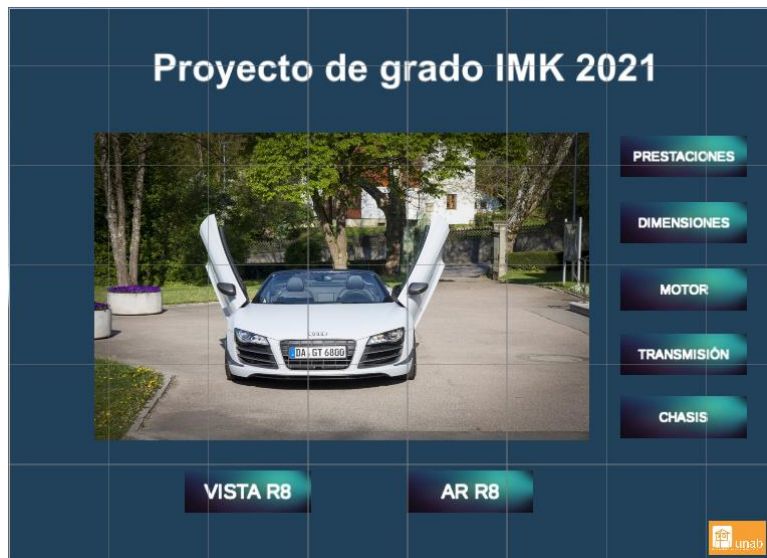 Proyecto de grado IMK 2021
PRESTACIONES
DIMENSIONES
MOTOR
TRANSMISIÓN
CHASIS
DA GT 6800
VISTA R8
AR R8
unab